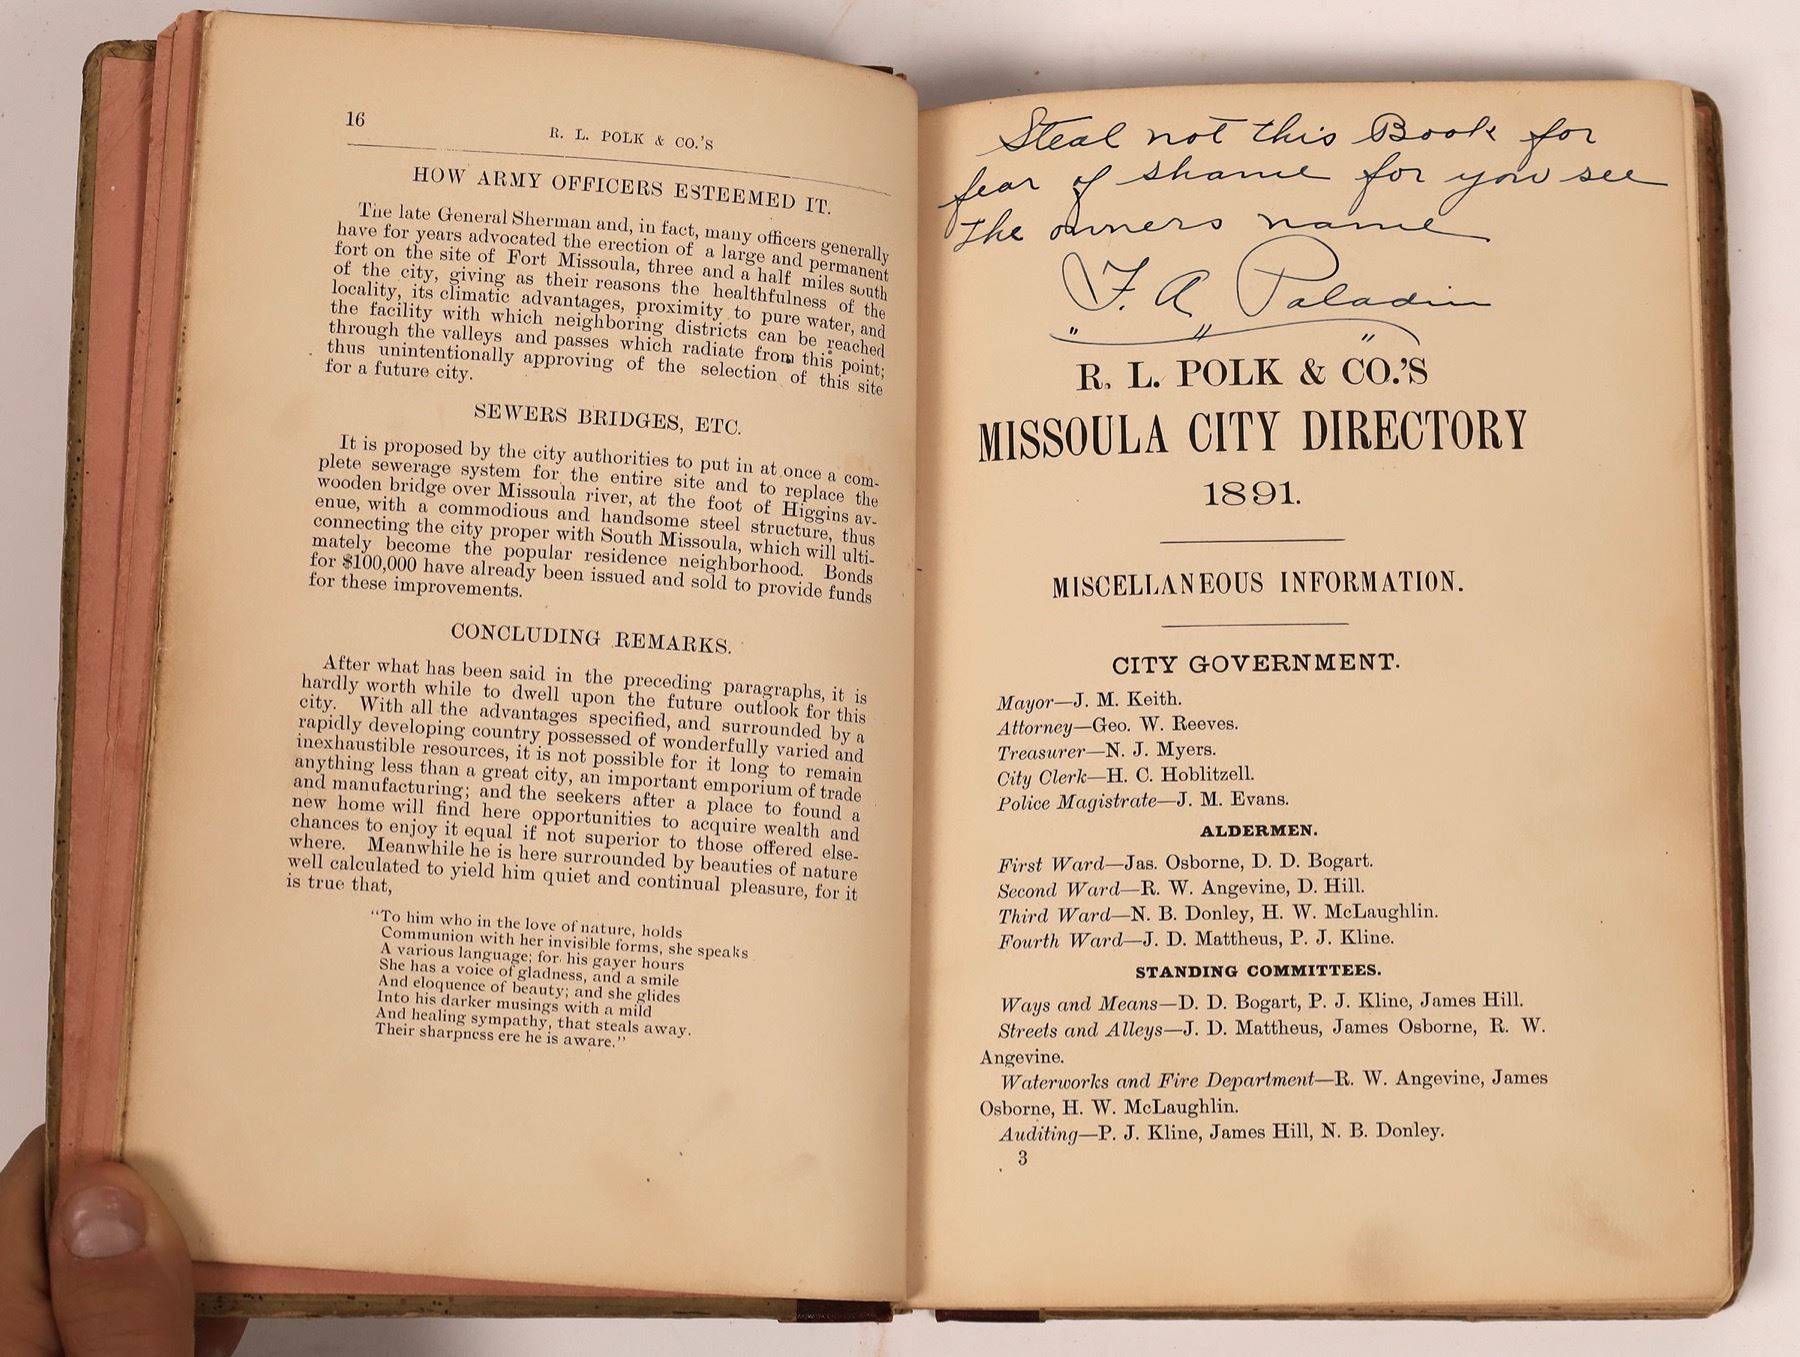 16
R. L. POLK & CO.'S
HOW ARMY OFFICERS ESTEEMED IT.
The late General Sherman and, in fact, many officers generally
have for years advocated the erection of a large and permanent
fort on the site of Fort Missoula, three and a half miles south
of the city, giving as their reasons the healthfulness of the
locality, its climatic advantages, proximity to pure water, and
the facility with which neighboring districts can be reached
through the valleys and passes which radiate from this point;
thus unintentionally approving of the selection of this site
for a future city.
SEWERS BRIDGES, ETC.
It is proposed by the city authorities to put in at once a com-
plete sewerage system for the entire site and to replace the
wooden bridge over Missoula river, at the foot of Higgins av-
enue, with a commodious and handsome steel structure, thus
connecting the city proper with South Missoula, which will ulti-
mately become the popular residence neighborhood. Bonds
for $100,000 have already been issued and sold to provide funds
for these improvements.
CONCLUDING REMARKS.
After what has been said in the preceding paragraphs, it is
hardly worth while to dwell upon the future outlook for this
city. With all the advantages specified, and surrounded by a
rapidly developing country possessed of wonderfully varied and
inexhaustible resources, it is not possible for it long to remain
anything less than a great city, an important emporium of trade
and manufacturing; and the seekers after a place to found a
new home will find here opportunities to acquire wealth and
chances to enjoy it equal if not superior to those offered else-
where. Meanwhile he is here surrounded by beauties of nature
well calculated to yield him quiet and continual pleasure, for it
is true that,
"To him who in the love of nature, holds
Communion with her invisible forms, she speaks
A various language; for his gayer hours
She has a voice of gladness, and a smile
And eloquence of beauty; and she glides
Into his darker musings with a mild
And healing sympathy, that steals away.
Their sharpness ere he is aware."
Steal not this Book for
fear of shame for you see
the owners name
F. A Paladin
R. L. POLK & CO.'S
MISSOULA CITY DIRECTORY
1891.
MISCELLANEOUS INFORMATION.
CITY GOVERNMENT.
Mayor—J. M. Keith.
Attorney—Geo. W. Reeves.
Treasurer—N. J. Myers.
City Clerk—H. C. Hoblitzell.
Police Magistrate—J. M. Evans.
ALDERMEN.
First Ward—Jas. Osborne, D. D. Bogart.
Second Ward—R. W. Angevine, D. Hill.
Third Ward—N. B. Donley, H. W. McLaughlin.
Fourth Ward—J. D. Mattheus, P. J. Kline.
STANDING COMMITTEES.
Ways and Means—D. D. Bogart, P. J. Kline, James Hill.
Streets and Alleys—J. D. Mattheus, James Osborne, R. W.
Angevine.
Waterworks and Fire Department—R. W. Angevine, James
Osborne, H. W. McLaughlin.
Auditing—P. J. Kline, James Hill, N. B. Donley.
3